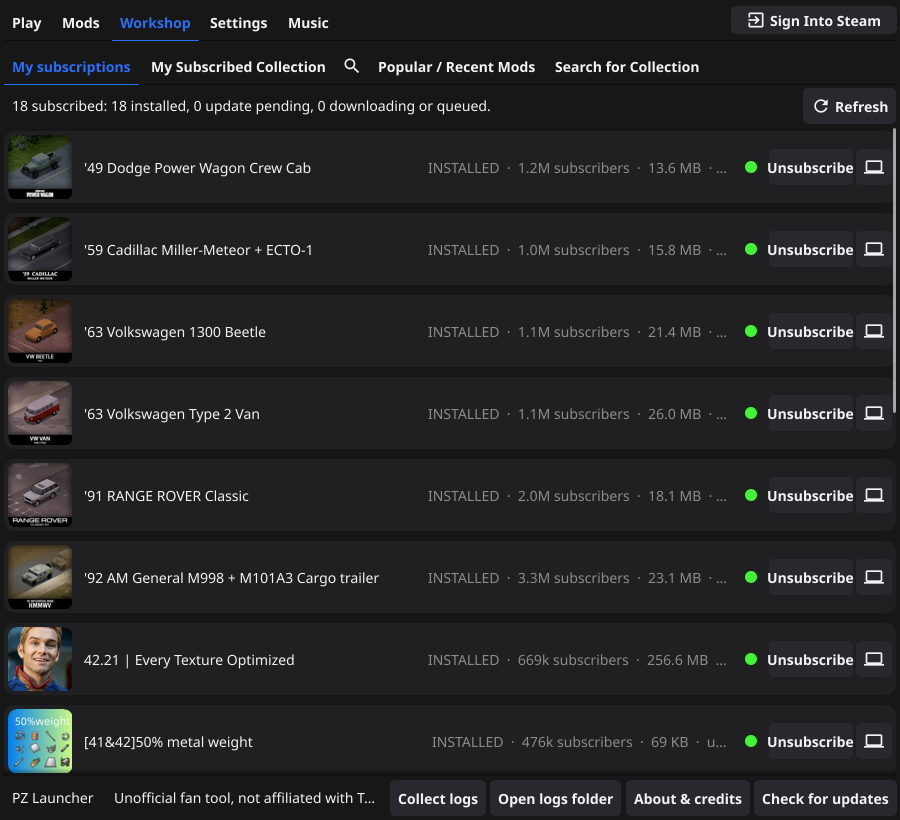 Play Mods Workshop Settings Music Sign Into Steam
My subscriptions My Subscribed Collection Popular / Recent Mods Search for Collection
18 subscribed: 18 installed, 0 update pending, 0 downloading or queued. Refresh
'49 Dodge Power Wagon Crew Cab INSTALLED · 1.2M subscribers · 13.6 MB · ... Unsubscribe
POWER WAGON
'59 Cadillac Miller-Meteor + ECTO-1 INSTALLED · 1.0M subscribers · 15.8 MB · ... Unsubscribe
'59 CADILLAC
MILLER-METEOR
'63 Volkswagen 1300 Beetle INSTALLED · 1.1M subscribers · 21.4 MB · ... Unsubscribe
VW BEETLE
'63 Volkswagen Type 2 Van INSTALLED · 1.1M subscribers · 26.0 MB · ... Unsubscribe
VW VAN
'91 RANGE ROVER Classic INSTALLED · 2.0M subscribers · 18.1 MB · ... Unsubscribe
RANGE ROVER
'92 AM General M998 + M101A3 Cargo trailer INSTALLED · 3.3M subscribers · 23.1 MB · ... Unsubscribe
HMMWV
42.21 | Every Texture Optimized INSTALLED · 669k subscribers · 256.6 MB ... Unsubscribe
50%weight
[41&42]50% metal weight INSTALLED · 476k subscribers · 69 KB · u... Unsubscribe
PZ Launcher Unofficial fan tool, not affiliated with T... Collect logs Open logs folder About & credits Check for updates